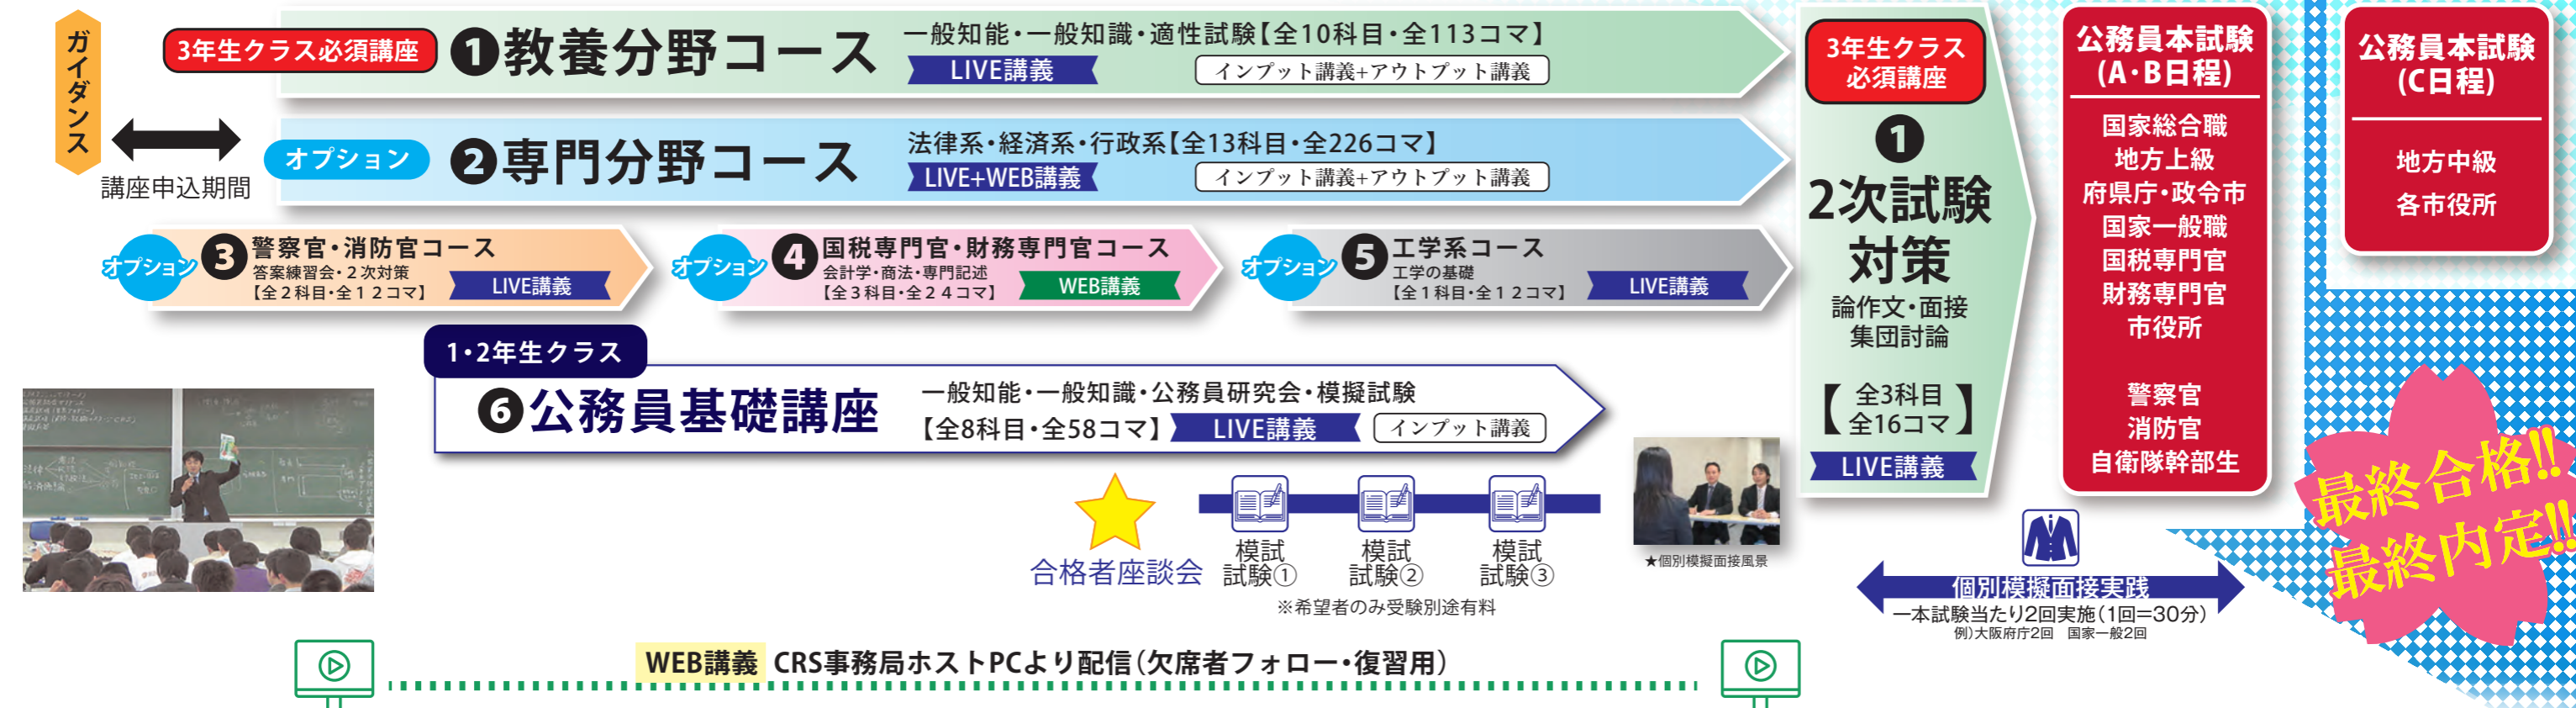 ガイダンス
講座申込期間
3年生クラス必須講座
❶教養分野コース
一般知能・一般知識・適性試験【全10科目・全113コマ】
LIVE講義
インプット講義+アウトプット講義
オプション
❷専門分野コース
法律系・経済系・行政系【全13科目・全226コマ】
LIVE+WEB講義
インプット講義+アウトプット講義
オプション
❸警察官・消防官コース
答案練習会・2次対策
【全2科目・全12コマ】
LIVE講義
オプション
❹国税専門官・財務専門官コース
会計学・商法・専門記述
【全3科目・全24コマ】
WEB講義
オプション
❺工学系コース
工学の基礎
【全1科目・全12コマ】
LIVE講義
1・2年生クラス
❻公務員基礎講座
一般知能・一般知識・公務員研究会・模擬試験
【全8科目・全58コマ】
LIVE講義
インプット講義
合格者座談会
模試
試験①
模試
試験②
模試
試験③
※希望者のみ受験別途有料
★個別模擬面接風景
3年生クラス
必須講座
❶
2次試験
対策
論作文・面接
集団討論
【全3科目
全16コマ】
LIVE講義
公務員本試験
(A・B日程)
国家総合職
地方上級
府県庁・政令市
国家一般職
国税専門官
財務専門官
市役所
警察官
消防官
自衛隊幹部生
公務員本試験
(C日程)
地方中級
各市役所
最終合格!!
最終内定!!
個別模擬面接実践
一本試験当たり2回実施(1回=30分)
例)大阪府庁2回 国家一般2回
WEB講義 CRS事務局ホストPCより配信(欠席者フォロー・復習用)